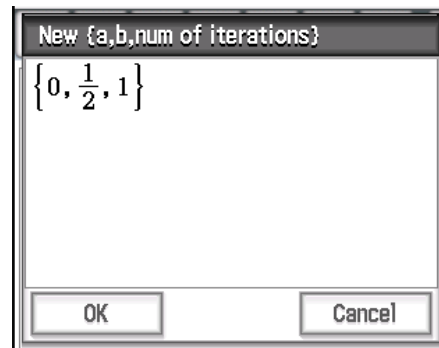 New {a,b,num of iterations}
{0, 1/2, 1}
OK
Cancel